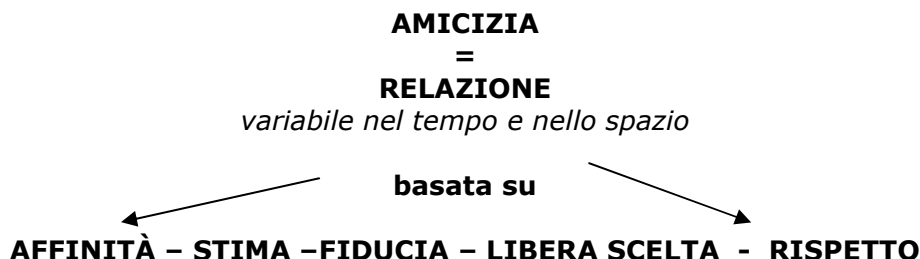 AMICIZIA
=
RELAZIONE
variabile nel tempo e nello spazio
basata su
AFFINITÀ – STIMA –FIDUCIA – LIBERA SCELTA - RISPETTO